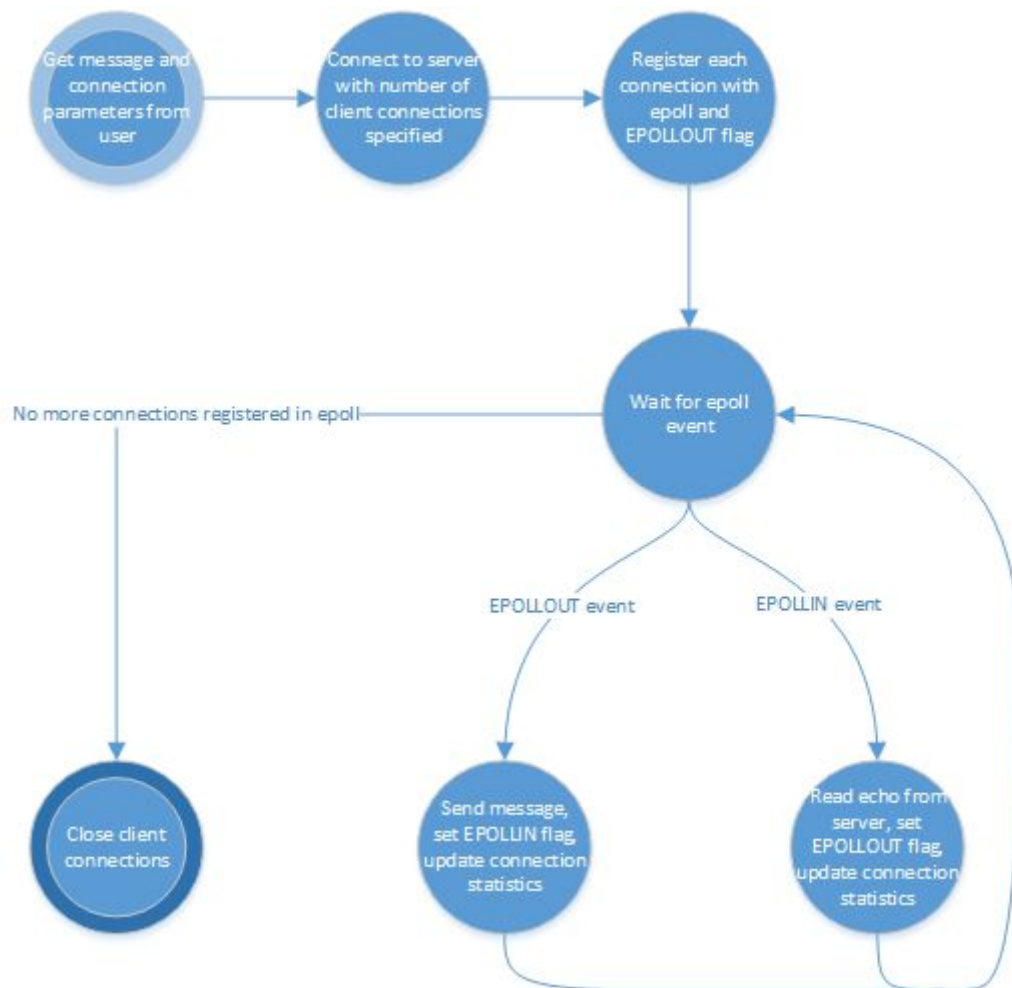 Get message and
connection
parameters from
user
Connect to server
with number of
client connections
specified
Register each
connection with
epoll and
EPOLLOUT flag
Wait for epoll
event
No more connections registered in epoll
EPOLLOUT event
EPOLLIN event
Close client
connections
Send message,
set EPOLLIN flag,
update connection
statistics
Read echo from
server, set
EPOLLOUT flag,
update connection
statistics